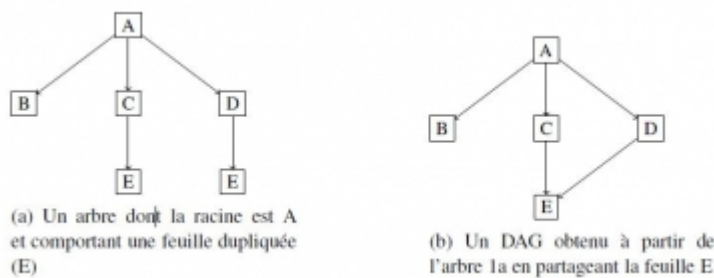 A
B
C
D
E
E
(a) Un arbre dont la racine est A
et comportant une feuille dupliquée
(E)
A
B
C
D
E
(b) Un DAG obtenu à partir de
l'arbre 1a en partageant la feuille E